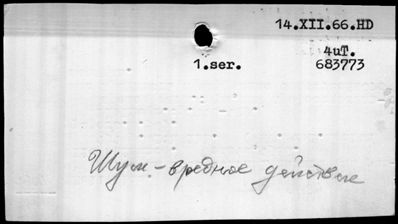 14.XII.66.HD
4uT.
1.ser. 683773
Шум - вредное действие